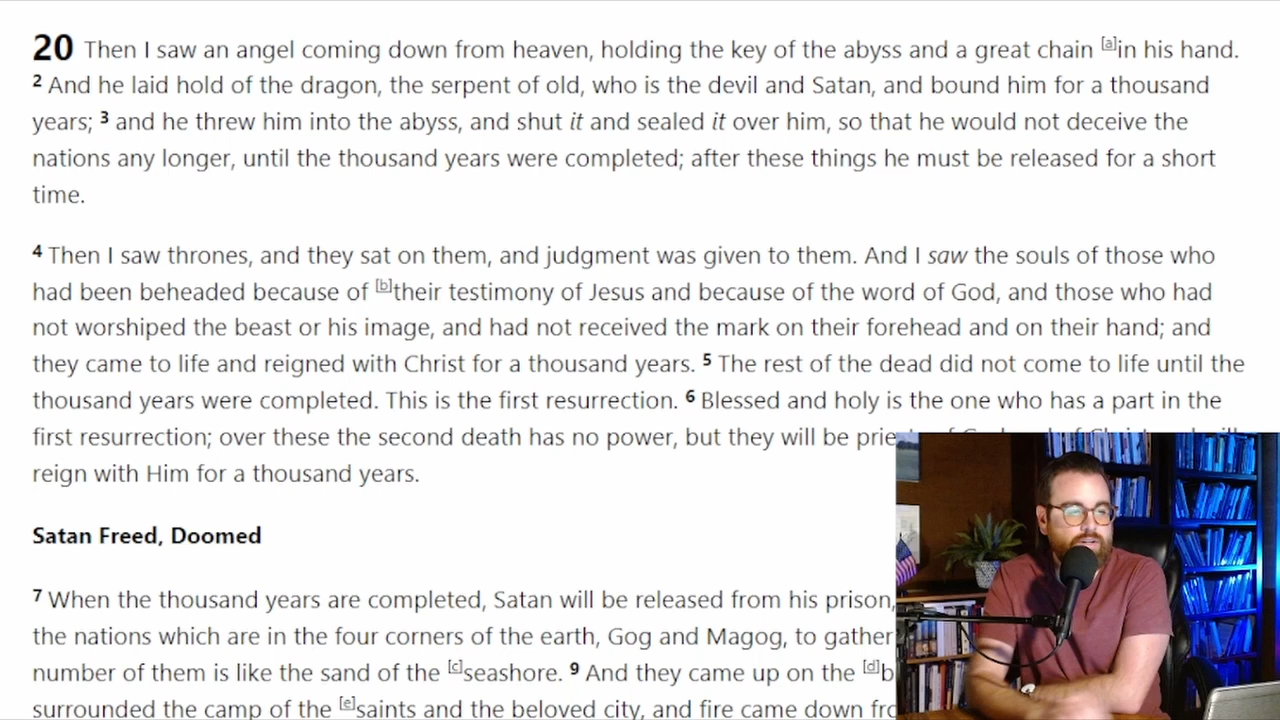 20 Then I saw an angel coming down from heaven, holding the key of the abyss and a great chain [a]in his hand.
2 And he laid hold of the dragon, the serpent of old, who is the devil and Satan, and bound him for a thousand
years; 3 and he threw him into the abyss, and shut it and sealed it over him, so that he would not deceive the
nations any longer, until the thousand years were completed; after these things he must be released for a short
time.
4 Then I saw thrones, and they sat on them, and judgment was given to them. And I saw the souls of those who
had been beheaded because of [b]their testimony of Jesus and because of the word of God, and those who had
not worshiped the beast or his image, and had not received the mark on their forehead and on their hand; and
they came to life and reigned with Christ for a thousand years. 5 The rest of the dead did not come to life until the
thousand years were completed. This is the first resurrection. 6 Blessed and holy is the one who has a part in the
first resurrection; over these the second death has no power, but they will be prie
reign with Him for a thousand years.
Satan Freed, Doomed
7 When the thousand years are completed, Satan will be released from his prison,
the nations which are in the four corners of the earth, Gog and Magog, to gather
number of them is like the sand of the [c]seashore. 9 And they came up on the [d]b
surrounded the camp of the [e]saints and the beloved city, and fire came down fro